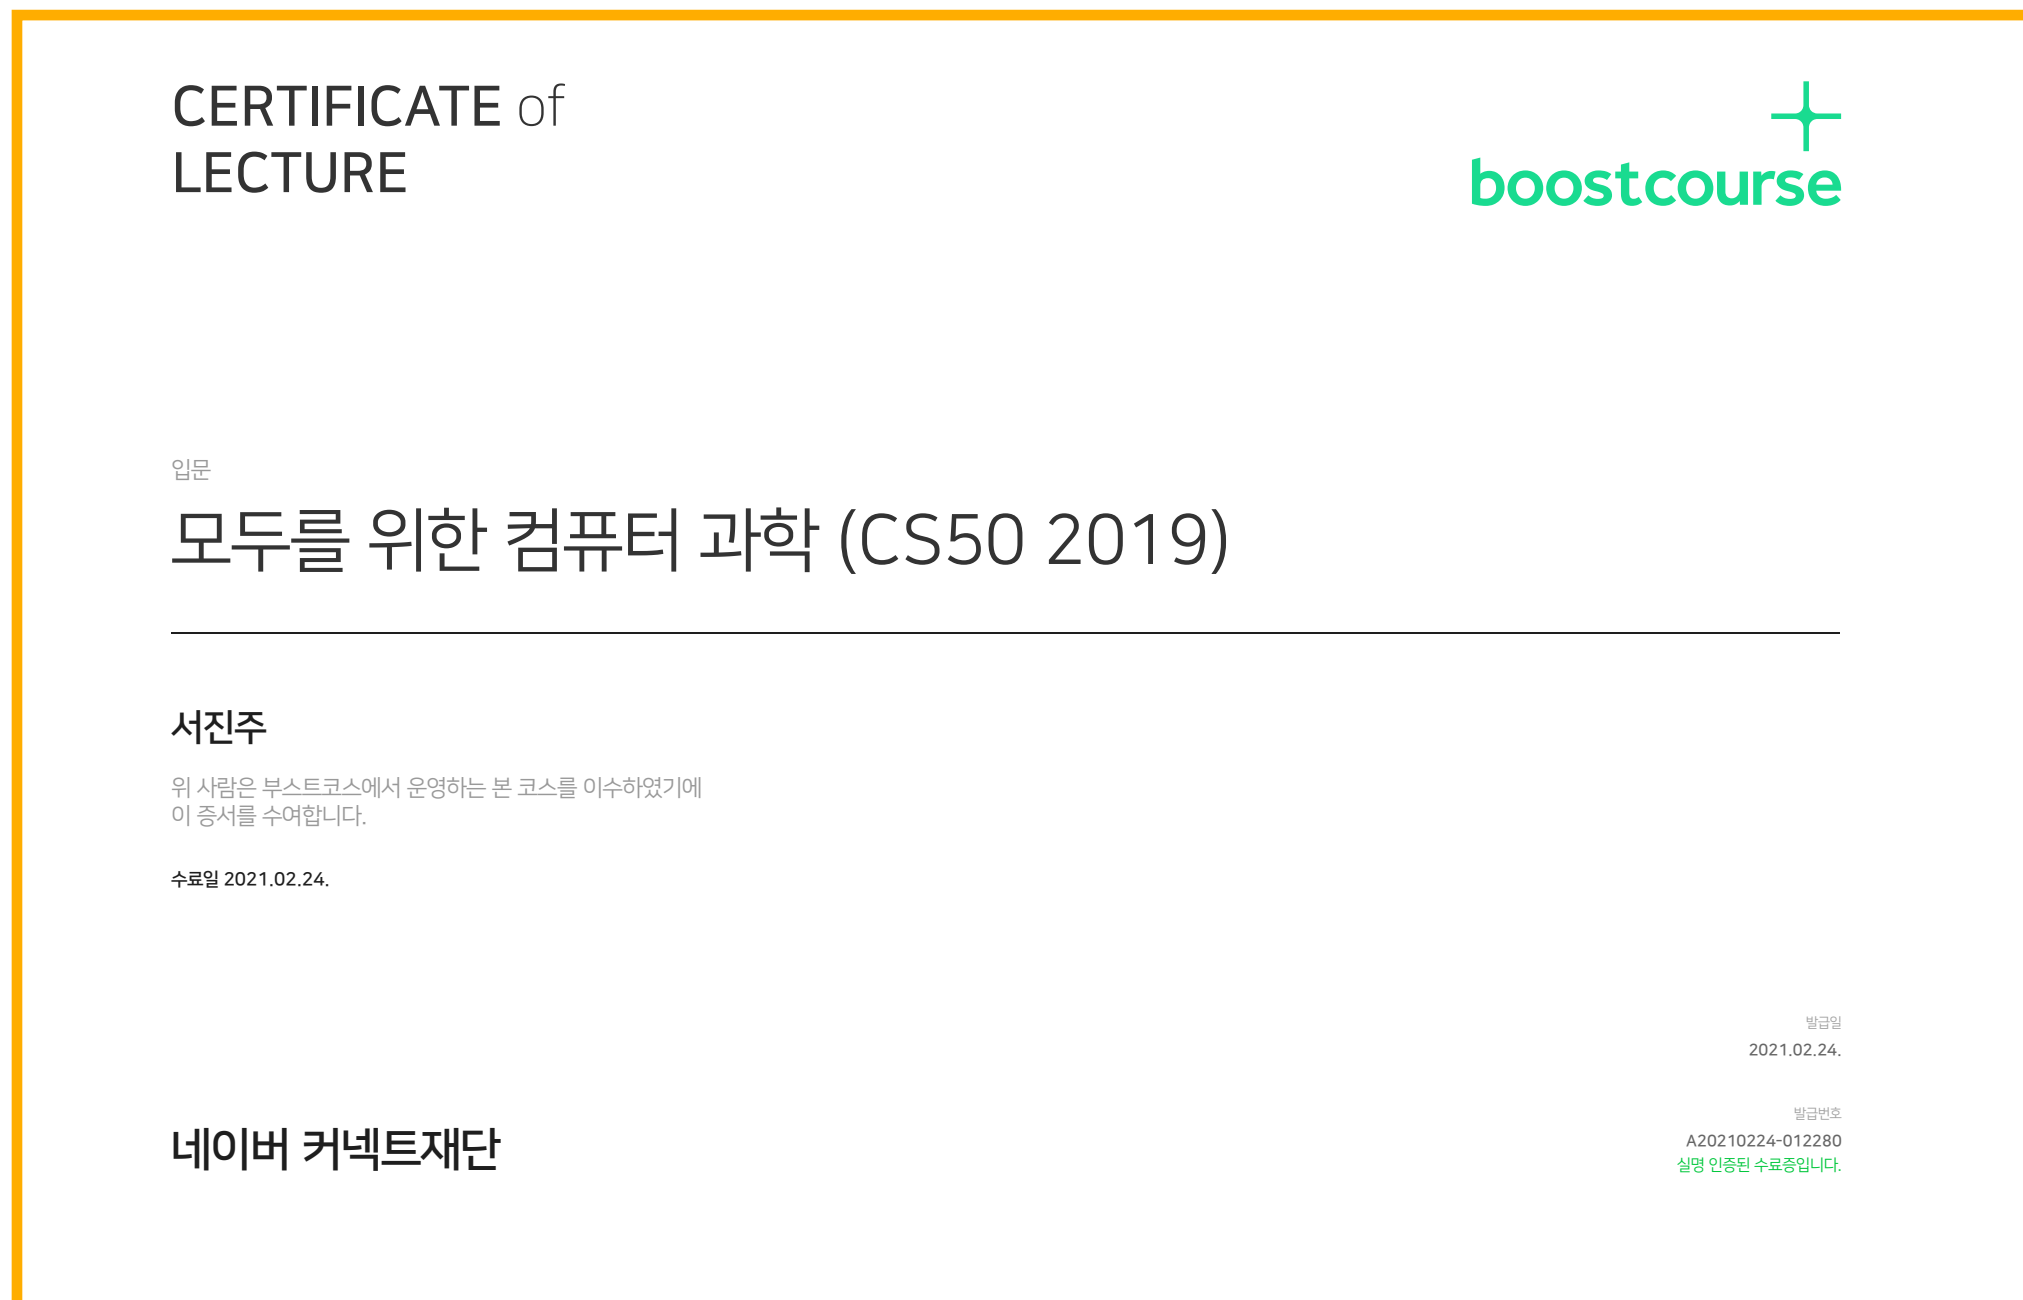 CERTIFICATE of
LECTURE
boostcourse
입문
모두를 위한 컴퓨터 과학 (CS50 2019)
서진주
위 사람은 부스트코스에서 운영하는 본 코스를 이수하였기에
이 증서를 수여합니다.
수료일 2021.02.24.
발급일
2021.02.24.
네이버 커넥트재단
발급번호
A20210224-012280
실명 인증된 수료증입니다.